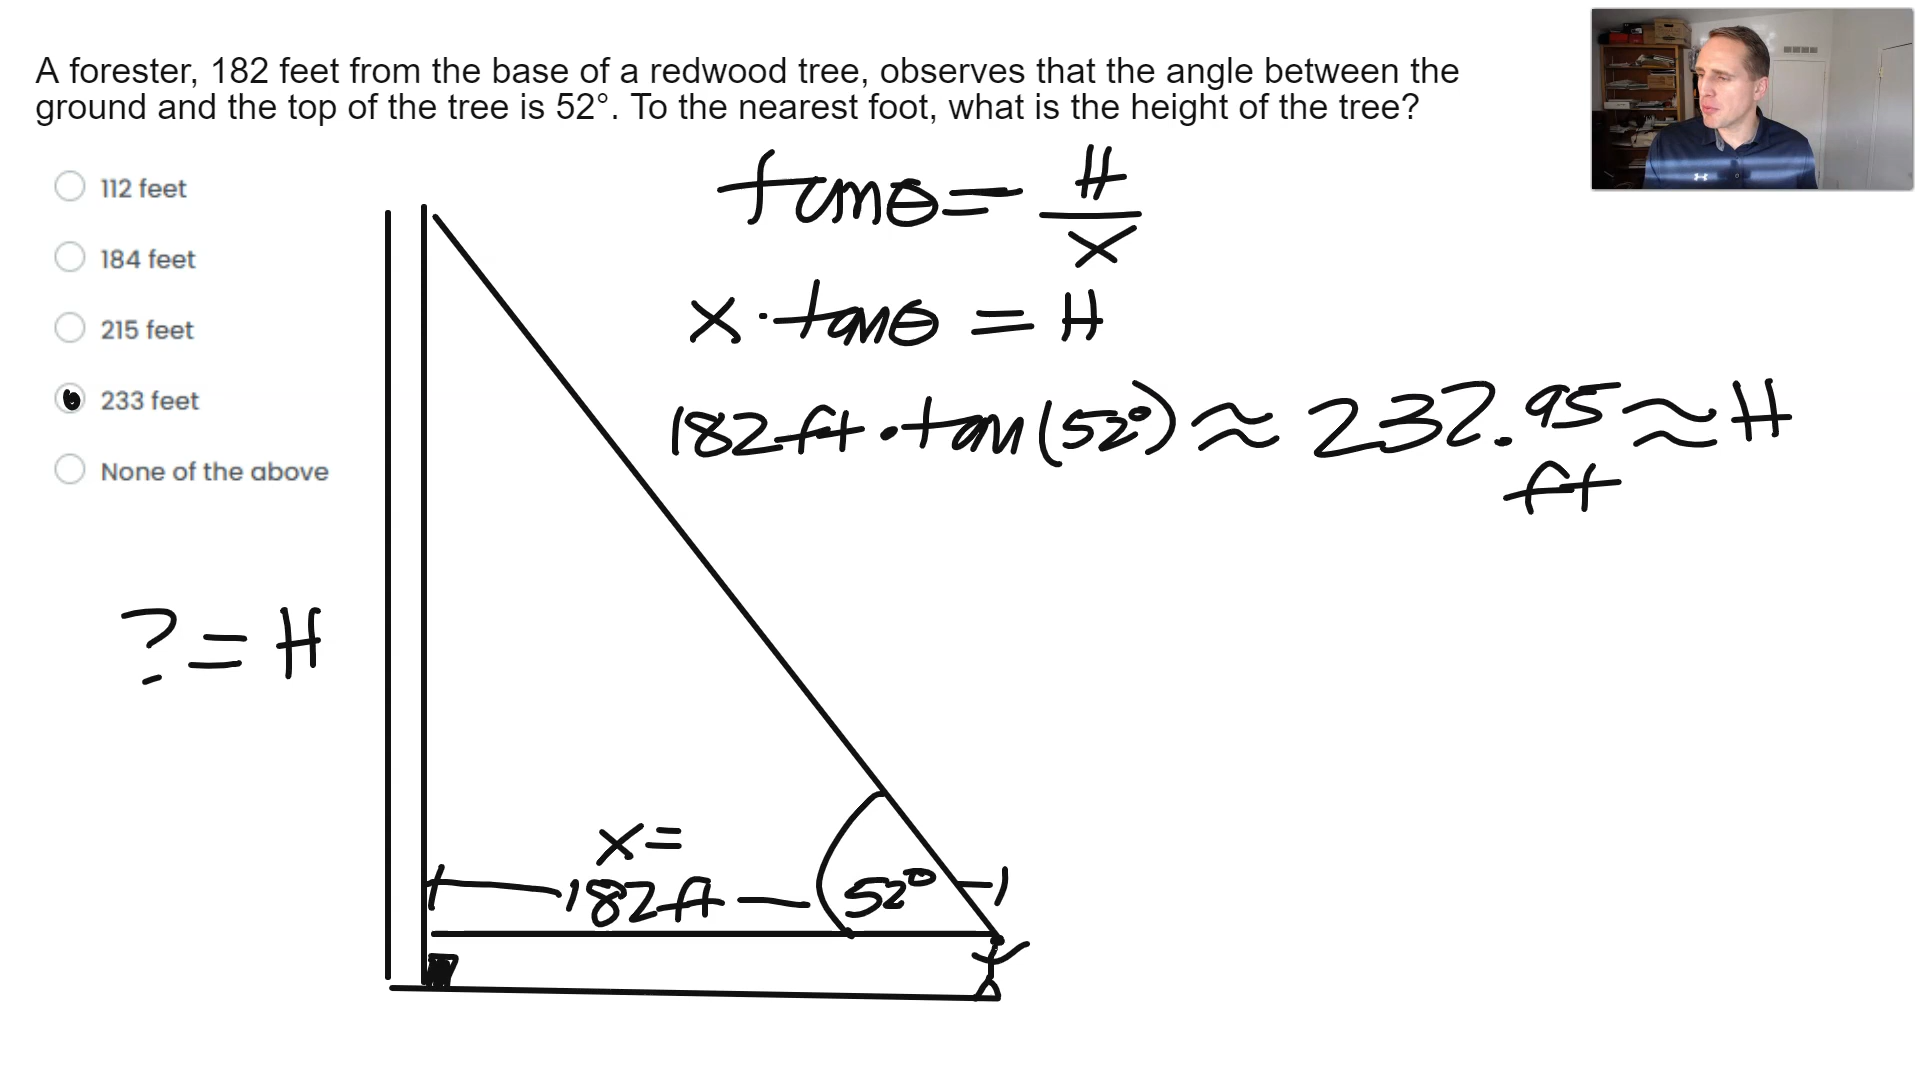 A forester, 182 feet from the base of a redwood tree, observes that the angle between the
ground and the top of the tree is 52°. To the nearest foot, what is the height of the tree?
112 feet
184 feet
215 feet
233 feet
None of the above
tanθ = H/x
x · tanθ = H
182ft · tan(52°) ≈ 232.95 ft ≈ H
? = H
x =
182ft
52°